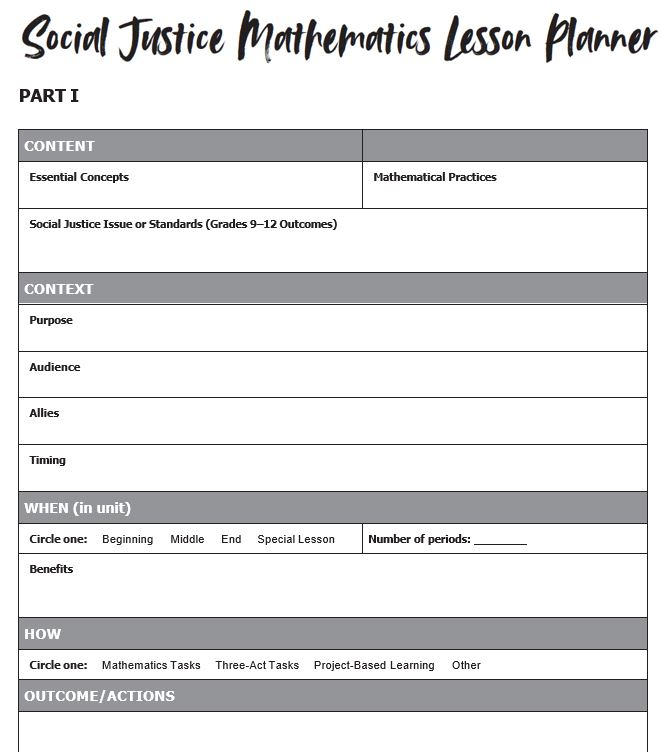 Social Justice Mathematics Lesson Planner
PART I
CONTENT
Essential Concepts
Mathematical Practices
Social Justice Issue or Standards (Grades 9–12 Outcomes)
CONTEXT
Purpose
Audience
Allies
Timing
WHEN (in unit)
Circle one: Beginning Middle End Special Lesson
Number of periods: ________
Benefits
HOW
Circle one: Mathematics Tasks Three-Act Tasks Project-Based Learning Other
OUTCOME/ACTIONS